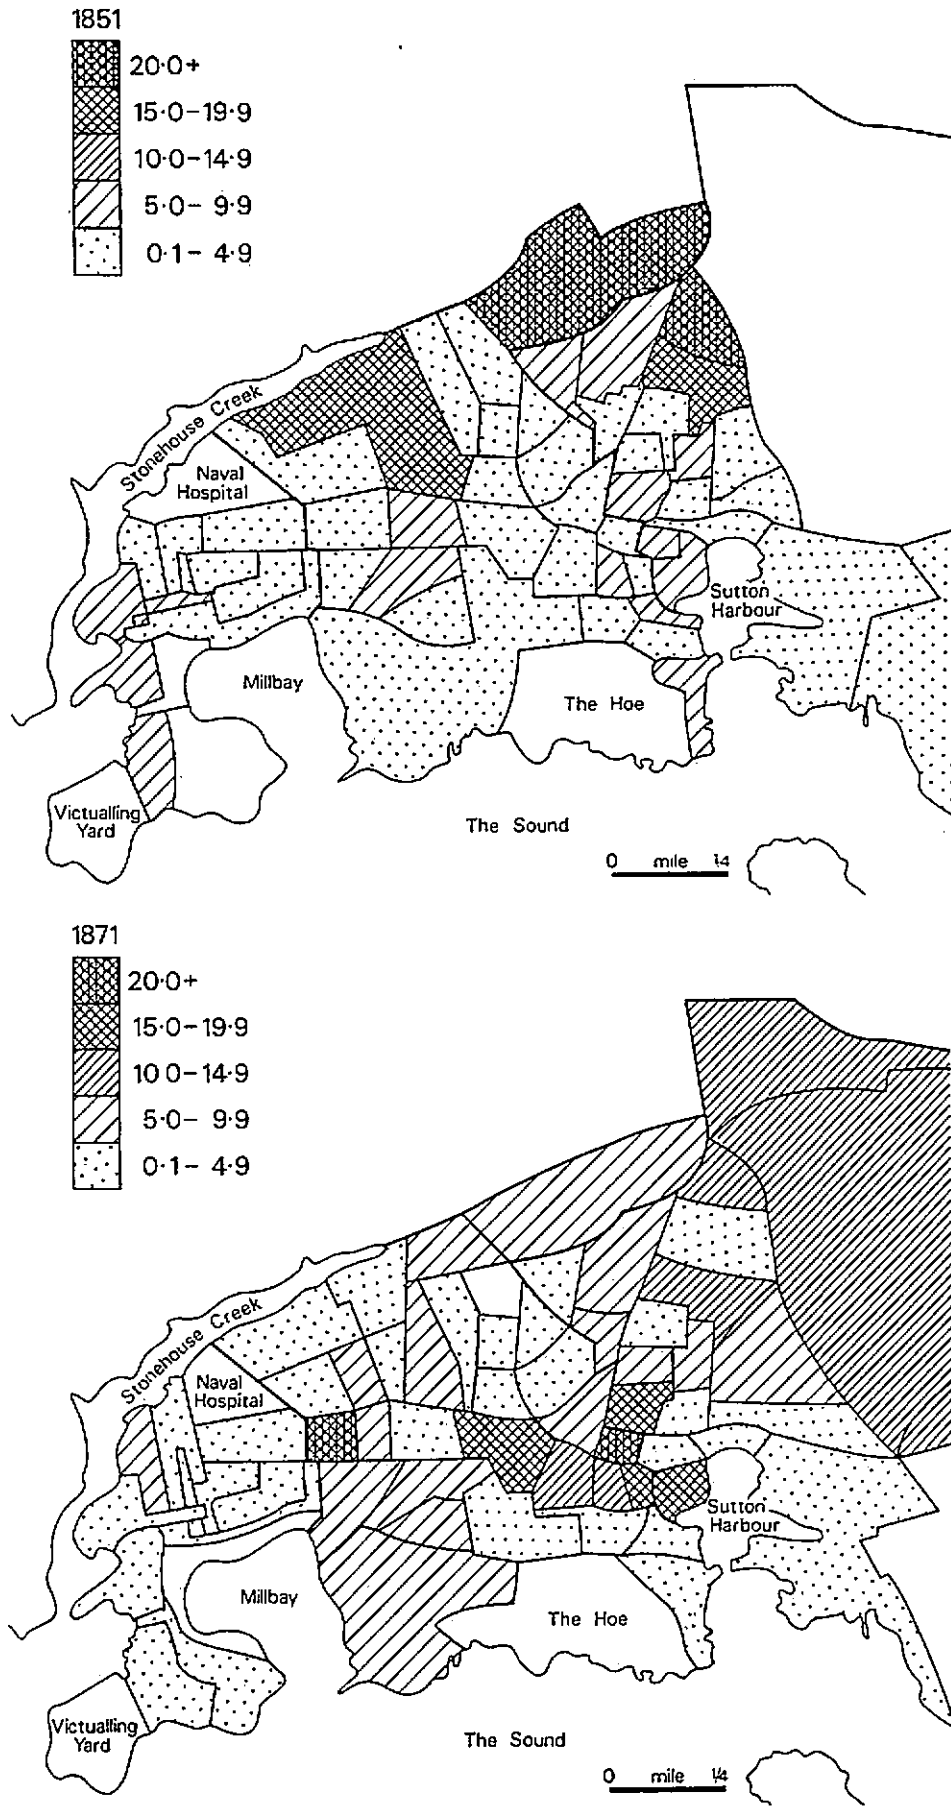 1851
20·0+
15·0–19·9
10·0–14·9
5·0– 9·9
0·1– 4·9
Stonehouse Creek
Naval
Hospital
Sutton
Harbour
Millbay
The Hoe
Victualling
Yard
The Sound
0 mile 1⁄4
1871
20·0+
15·0–19·9
10 0–14·9
5·0– 9·9
0·1– 4·9
Stonehouse Creek
Naval
Hospital
Sutton
Harbour
Millbay
The Hoe
Victualling
Yard
The Sound
0 mile 1/4